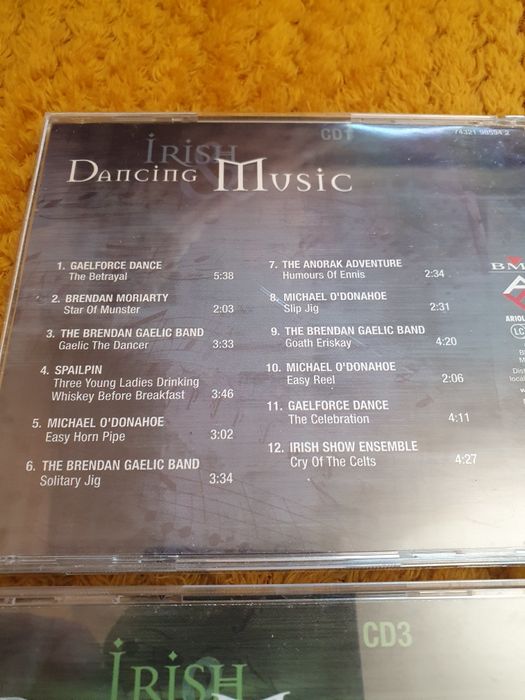 CD1
74321 98594 2
IRISH
DANCING MUSIC
1. GAELFORCE DANCE
The Betrayal 5:38
2. BRENDAN MORIARTY
Star Of Munster 2:03
3. THE BRENDAN GAELIC BAND
Gaelic The Dancer 3:33
4. SPAILPIN
Three Young Ladies Drinking
Whiskey Before Breakfast 3:46
5. MICHAEL O'DONAHOE
Easy Horn Pipe 3:02
6. THE BRENDAN GAELIC BAND
Solitary Jig 3:34
7. THE ANORAK ADVENTURE
Humours Of Ennis 2:34
8. MICHAEL O'DONAHOE
Slip Jig 2:31
9. THE BRENDAN GAELIC BAND
Goath Eriskay 4:20
10. MICHAEL O'DONAHOE
Easy Reel 2:06
11. GAELFORCE DANCE
The Celebration 4:11
12. IRISH SHOW ENSEMBLE
Cry Of The Celts 4:27
BM
ARIOL
LC
CD3
IRISH